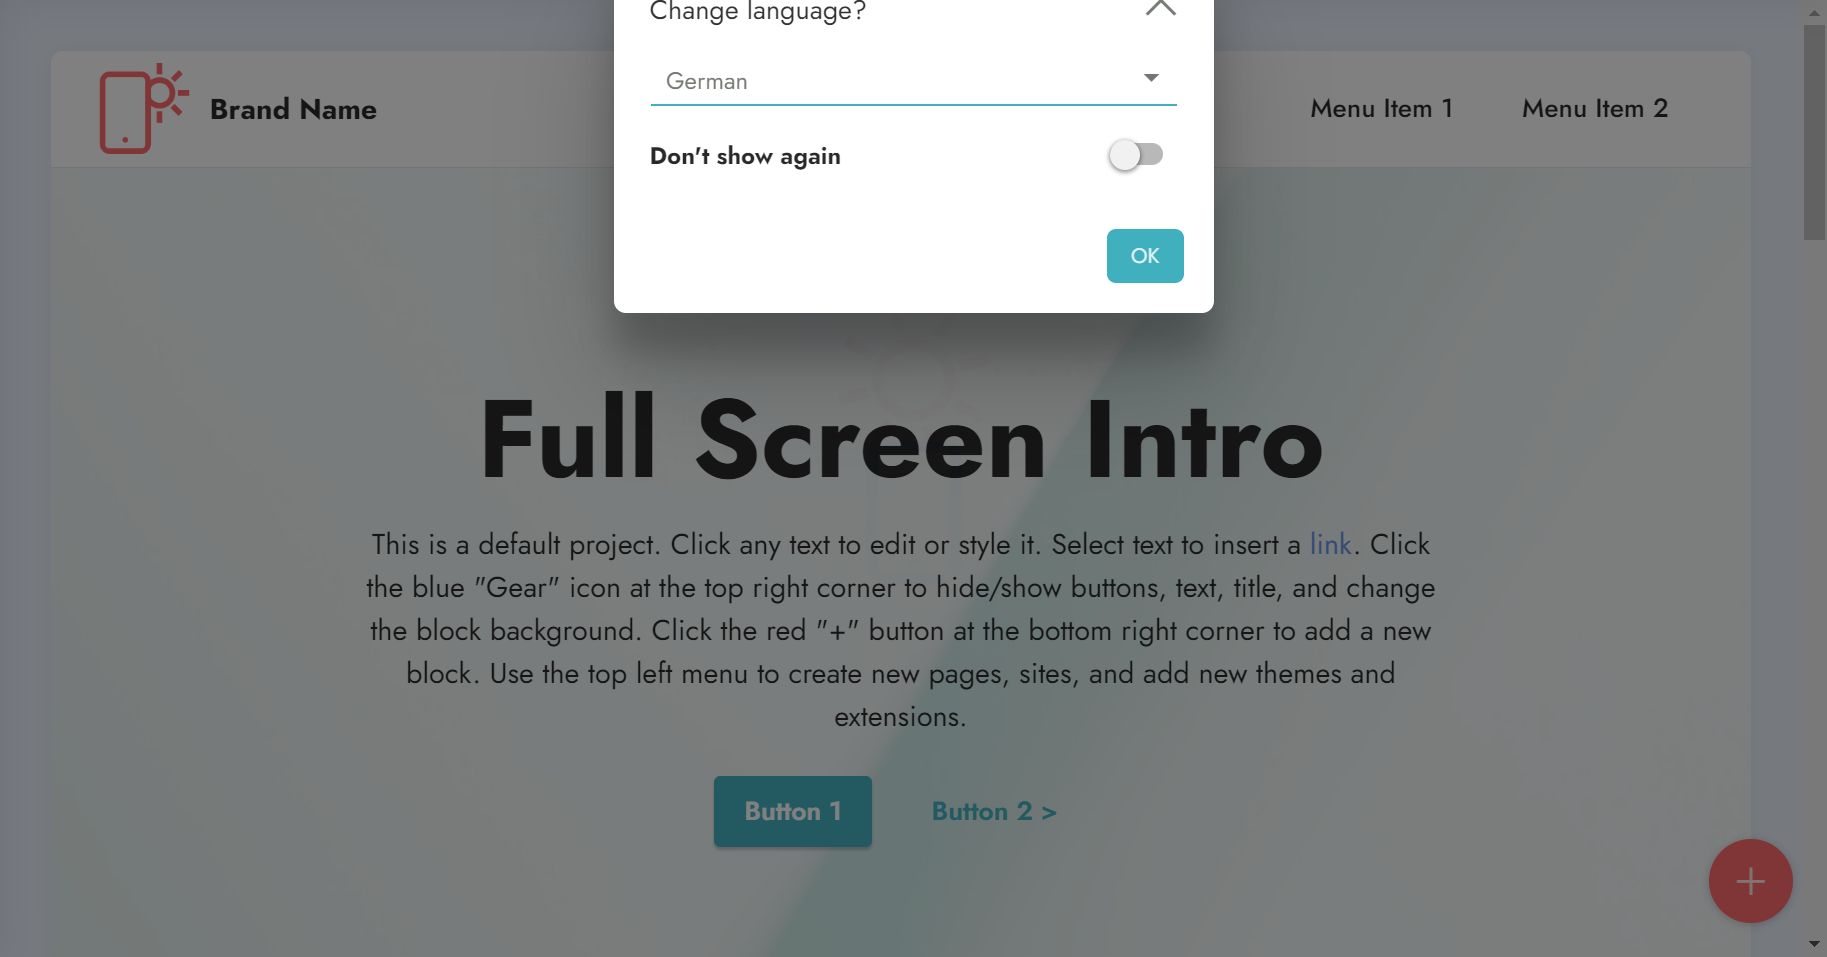 Change language?
German
Don't show again
OK
Brand Name
Menu Item 1
Menu Item 2
Full Screen Intro
This is a default project. Click any text to edit or style it. Select text to insert a link. Click
the blue "Gear" icon at the top right corner to hide/show buttons, text, title, and change
the block background. Click the red "+" button at the bottom right corner to add a new
block. Use the top left menu to create new pages, sites, and add new themes and
extensions.
Button 1
Button 2 >